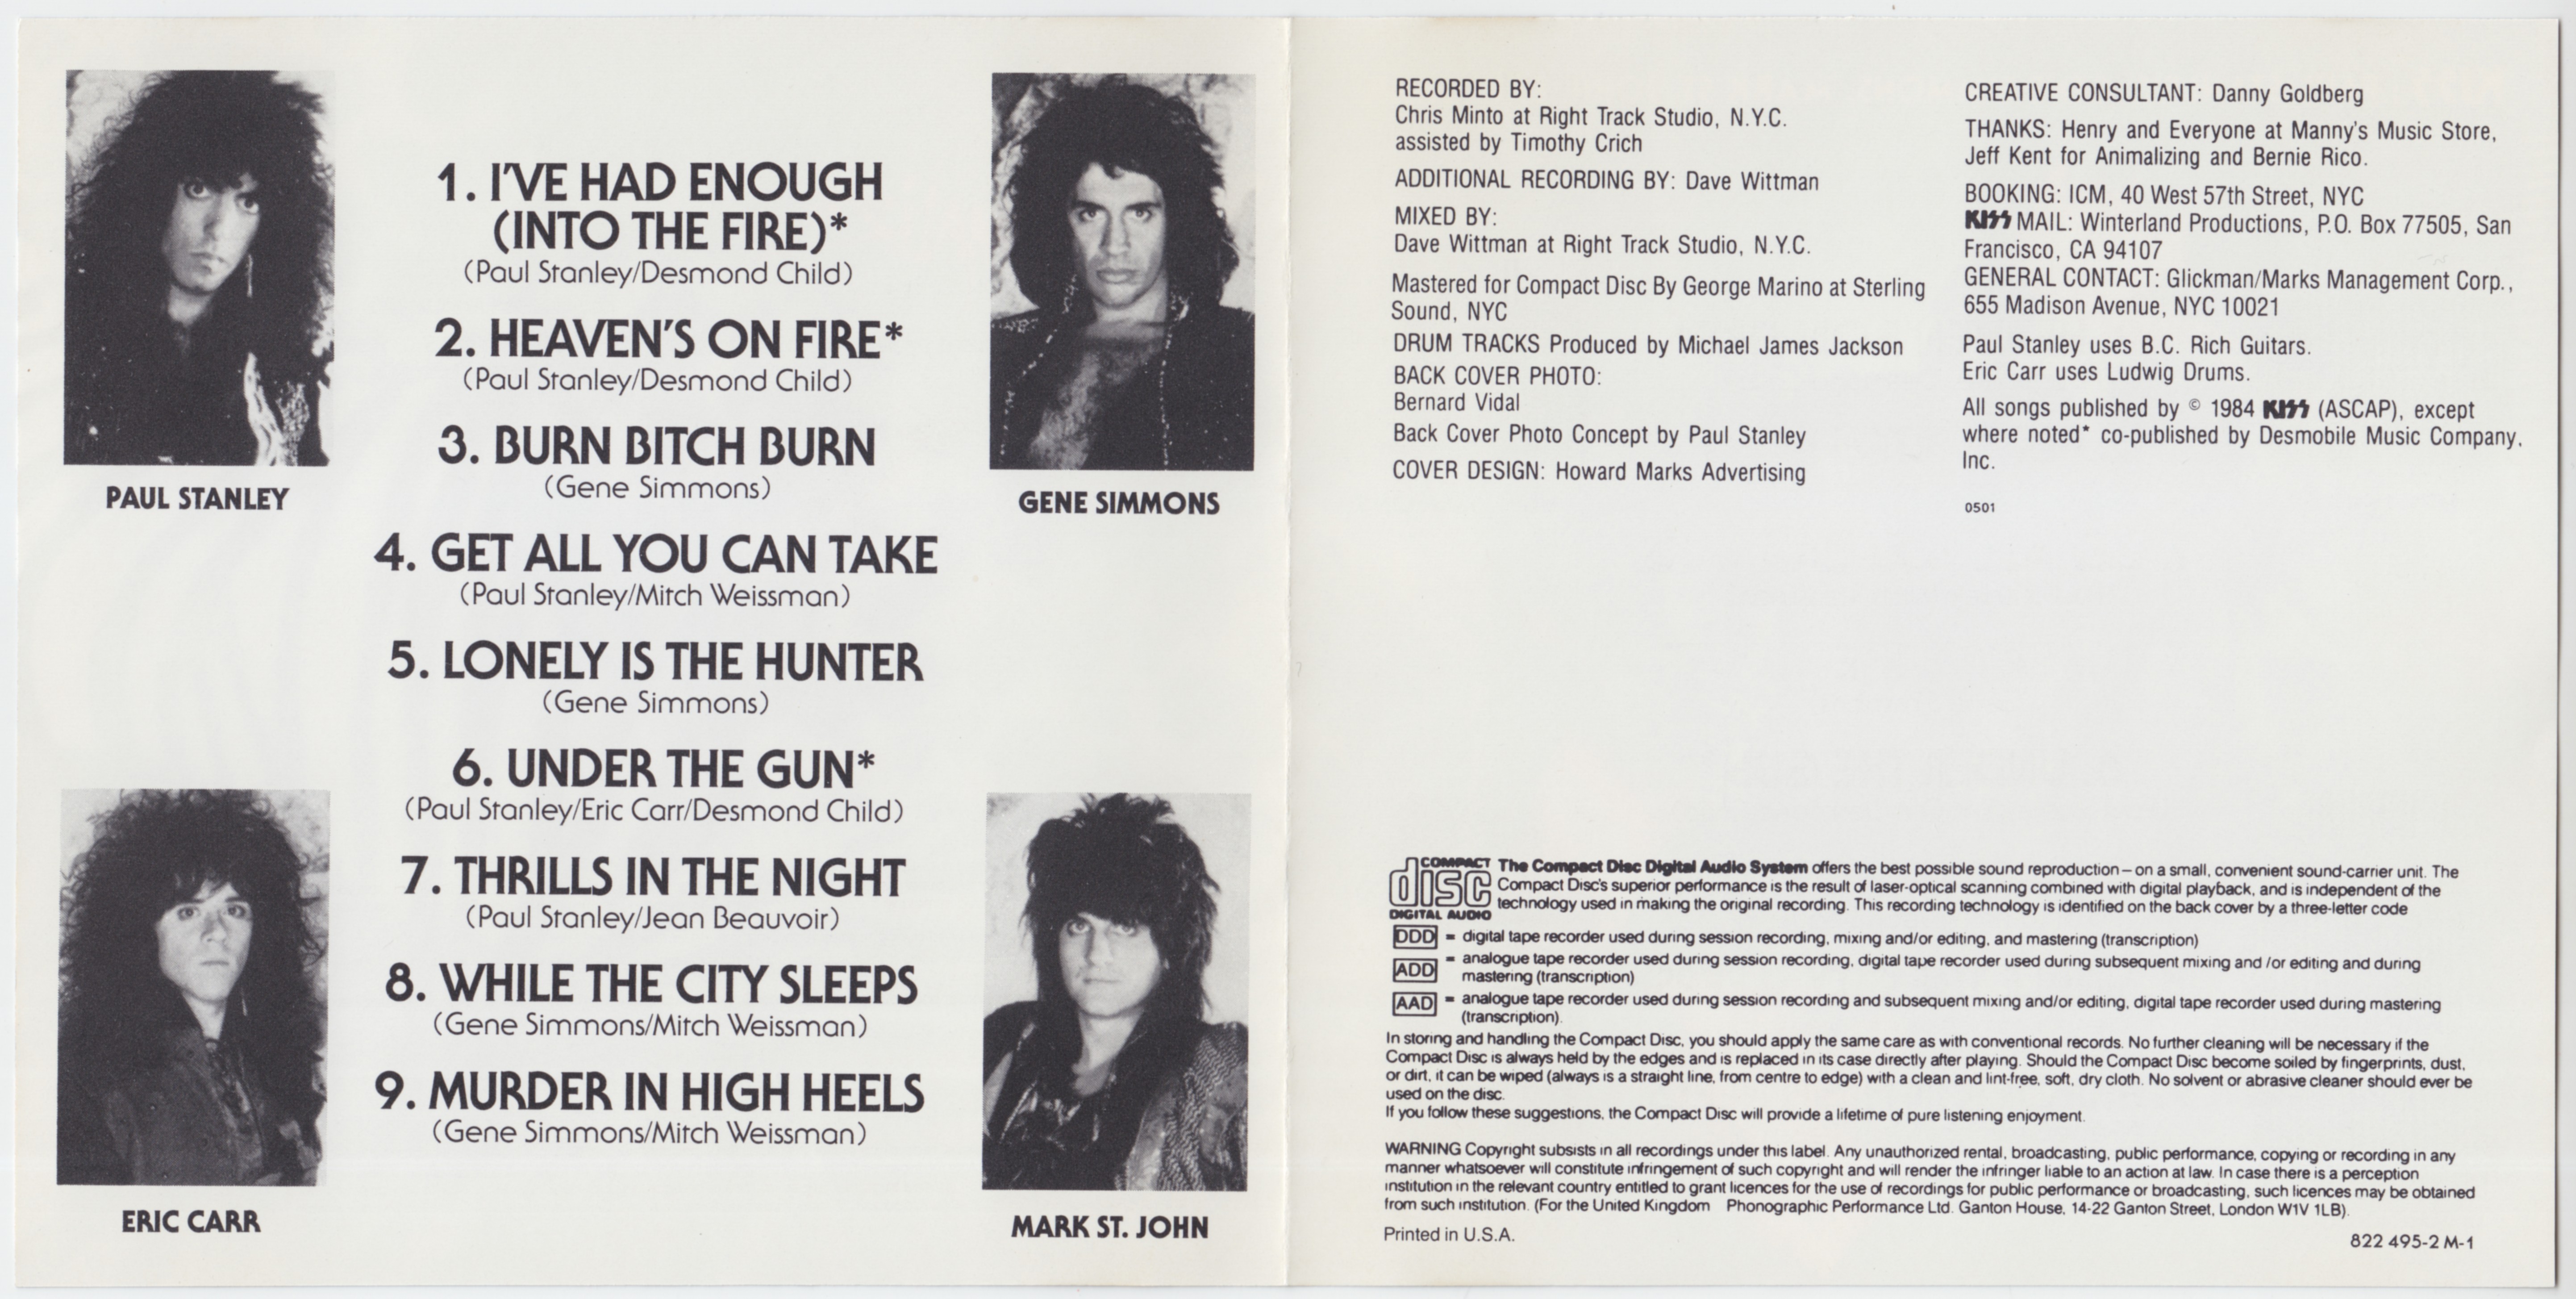 PAUL STANLEY
GENE SIMMONS
1. I'VE HAD ENOUGH
(INTO THE FIRE)*
(Paul Stanley/Desmond Child)
2. HEAVEN'S ON FIRE*
(Paul Stanley/Desmond Child)
3. BURN BITCH BURN
(Gene Simmons)
4. GET ALL YOU CAN TAKE
(Paul Stanley/Mitch Weissman)
5. LONELY IS THE HUNTER
(Gene Simmons)
6. UNDER THE GUN*
(Paul Stanley/Eric Carr/Desmond Child)
7. THRILLS IN THE NIGHT
(Paul Stanley/Jean Beauvoir)
8. WHILE THE CITY SLEEPS
(Gene Simmons/Mitch Weissman)
9. MURDER IN HIGH HEELS
(Gene Simmons/Mitch Weissman)
ERIC CARR
MARK ST. JOHN
RECORDED BY:
Chris Minto at Right Track Studio, N.Y.C.
assisted by Timothy Crich
ADDITIONAL RECORDING BY: Dave Wittman
MIXED BY:
Dave Wittman at Right Track Studio, N.Y.C.
Mastered for Compact Disc By George Marino at Sterling
Sound, NYC
DRUM TRACKS Produced by Michael James Jackson
BACK COVER PHOTO:
Bernard Vidal
Back Cover Photo Concept by Paul Stanley
COVER DESIGN: Howard Marks Advertising
CREATIVE CONSULTANT: Danny Goldberg
THANKS: Henry and Everyone at Manny's Music Store,
Jeff Kent for Animalizing and Bernie Rico.
BOOKING: ICM, 40 West 57th Street, NYC
KISS MAIL: Winterland Productions, P.O. Box 77505, San
Francisco, CA 94107
GENERAL CONTACT: Glickman/Marks Management Corp.,
655 Madison Avenue, NYC 10021
Paul Stanley uses B.C. Rich Guitars.
Eric Carr uses Ludwig Drums.
All songs published by © 1984 KISS (ASCAP), except
where noted* co-published by Desmobile Music Company,
Inc.
0501
COMPACT disc DIGITAL AUDIO
The Compact Disc Digital Audio System offers the best possible sound reproduction – on a small, convenient sound-carrier unit. The
Compact Disc's superior performance is the result of laser-optical scanning combined with digital playback, and is independent of the
technology used in making the original recording. This recording technology is identified on the back cover by a three-letter code
DDD = digital tape recorder used during session recording, mixing and/or editing, and mastering (transcription)
ADD = analogue tape recorder used during session recording, digital tape recorder used during subsequent mixing and /or editing and during
mastering (transcription)
AAD = analogue tape recorder used during session recording and subsequent mixing and/or editing, digital tape recorder used during mastering
(transcription).
In storing and handling the Compact Disc, you should apply the same care as with conventional records. No further cleaning will be necessary if the
Compact Disc is always held by the edges and is replaced in its case directly after playing. Should the Compact Disc become soiled by fingerprints, dust,
or dirt, it can be wiped (always is a straight line, from centre to edge) with a clean and lint-free, soft, dry cloth. No solvent or abrasive cleaner should ever be
used on the disc.
If you follow these suggestions, the Compact Disc will provide a lifetime of pure listening enjoyment.
WARNING Copyright subsists in all recordings under this label. Any unauthorized rental, broadcasting, public performance, copying or recording in any
manner whatsoever will constitute infringement of such copyright and will render the infringer liable to an action at law. In case there is a perception
institution in the relevant country entitled to grant licences for the use of recordings for public performance or broadcasting, such licences may be obtained
from such institution. (For the United Kingdom Phonographic Performance Ltd. Ganton House, 14-22 Ganton Street, London W1V 1LB).
Printed in U.S.A.
822 495-2 M-1